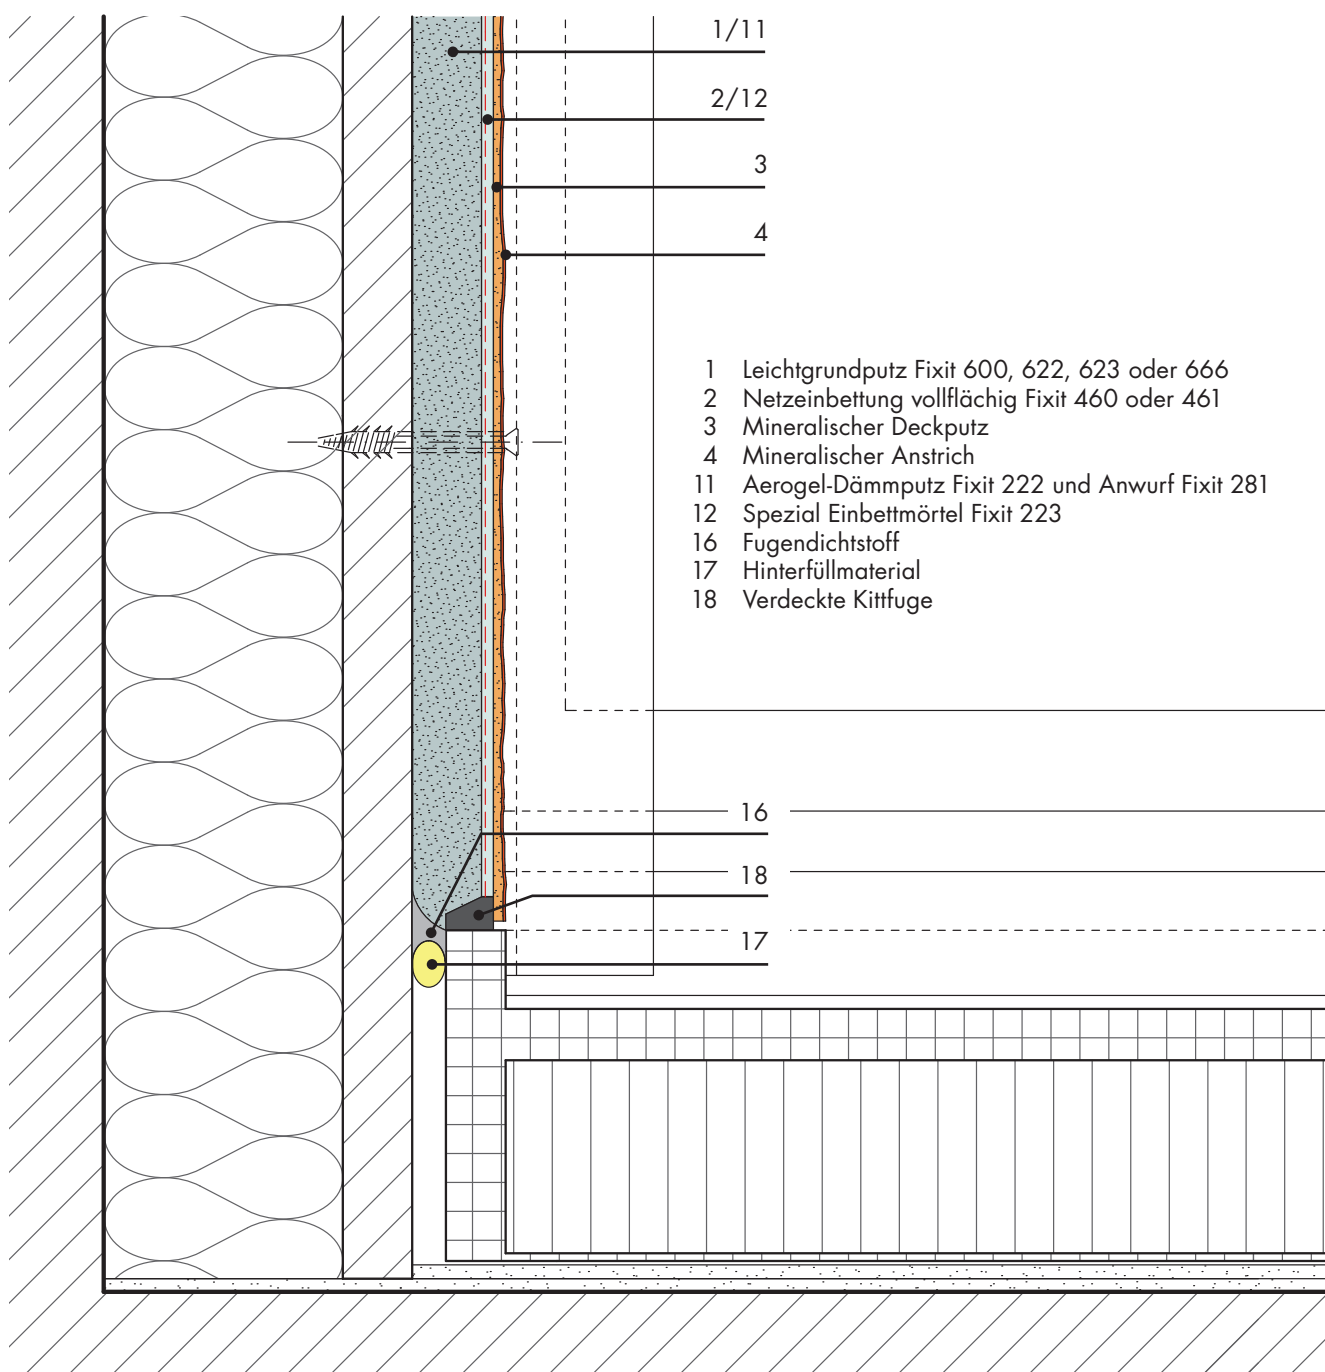 1/11
2/12
3
4
1 Leichtgrundputz Fixit 600, 622, 623 oder 666
2 Netzeinbettung vollflächig Fixit 460 oder 461
3 Mineralischer Deckputz
4 Mineralischer Anstrich
11 Aerogel-Dämmputz Fixit 222 und Anwurf Fixit 281
12 Spezial Einbettmörtel Fixit 223
16 Fugendichtstoff
17 Hinterfüllmaterial
18 Verdeckte Kittfuge
16
18
17